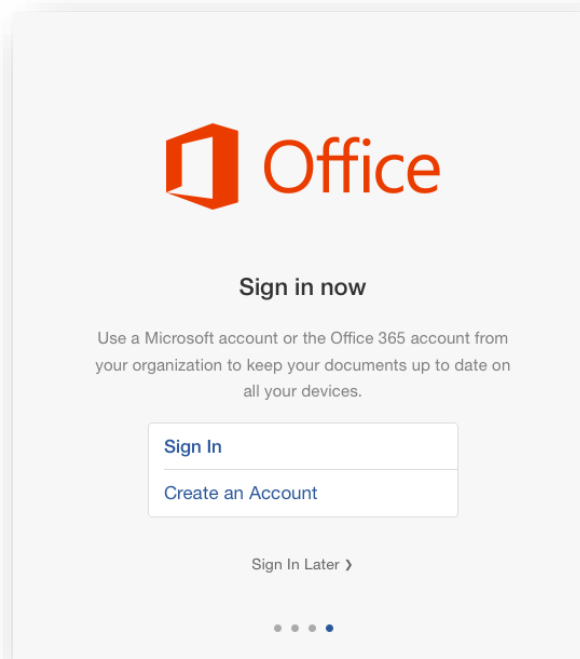 Office
Sign in now
Use a Microsoft account or the Office 365 account from
your organization to keep your documents up to date on
all your devices.
Sign In
Create an Account
Sign In Later ❯